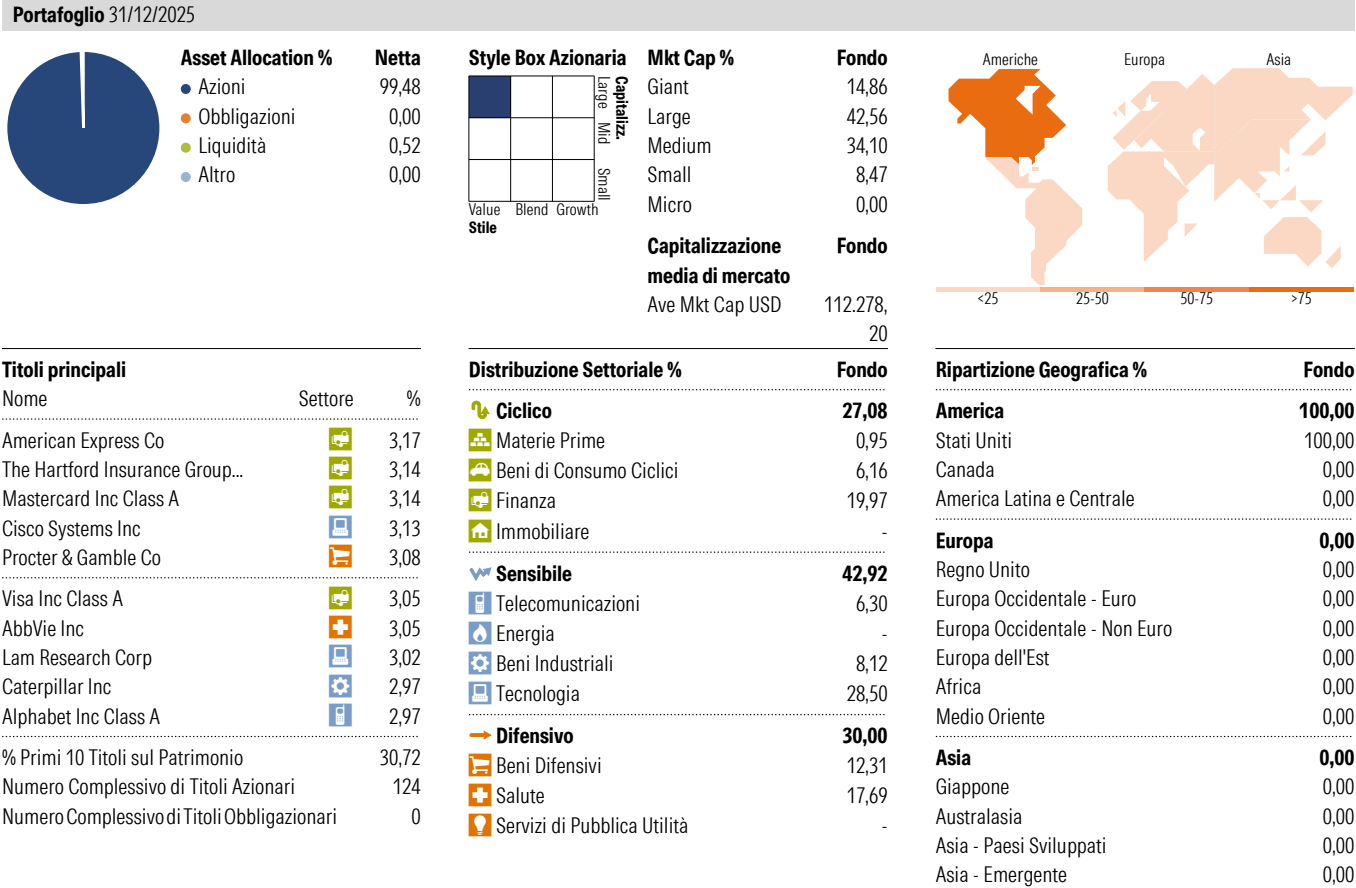 Portafoglio 31/12/2025
Asset Allocation % Netta
Azioni 99,48
Obbligazioni 0,00
Liquidità 0,52
Altro 0,00
Style Box Azionaria
Capitalizz.
Large Mid Small
Value Blend Growth
Stile
Mkt Cap % Fondo
Giant 14,86
Large 42,56
Medium 34,10
Small 8,47
Micro 0,00
Capitalizzazione Fondo
media di mercato
Ave Mkt Cap USD 112.278,
20
Americhe Europa Asia
<25 25-50 50-75 >75
Titoli principali
Nome Settore %
American Express Co 3,17
The Hartford Insurance Group... 3,14
Mastercard Inc Class A 3,14
Cisco Systems Inc 3,13
Procter & Gamble Co 3,08
Visa Inc Class A 3,05
AbbVie Inc 3,05
Lam Research Corp 3,02
Caterpillar Inc 2,97
Alphabet Inc Class A 2,97
% Primi 10 Titoli sul Patrimonio 30,72
Numero Complessivo di Titoli Azionari 124
Numero Complessivo di Titoli Obbligazionari 0
Distribuzione Settoriale % Fondo
Ciclico 27,08
Materie Prime 0,95
Beni di Consumo Ciclici 6,16
Finanza 19,97
Immobiliare -
Sensibile 42,92
Telecomunicazioni 6,30
Energia -
Beni Industriali 8,12
Tecnologia 28,50
Difensivo 30,00
Beni Difensivi 12,31
Salute 17,69
Servizi di Pubblica Utilità -
Ripartizione Geografica % Fondo
America 100,00
Stati Uniti 100,00
Canada 0,00
America Latina e Centrale 0,00
Europa 0,00
Regno Unito 0,00
Europa Occidentale - Euro 0,00
Europa Occidentale - Non Euro 0,00
Europa dell'Est 0,00
Africa 0,00
Medio Oriente 0,00
Asia 0,00
Giappone 0,00
Australasia 0,00
Asia - Paesi Sviluppati 0,00
Asia - Emergente 0,00